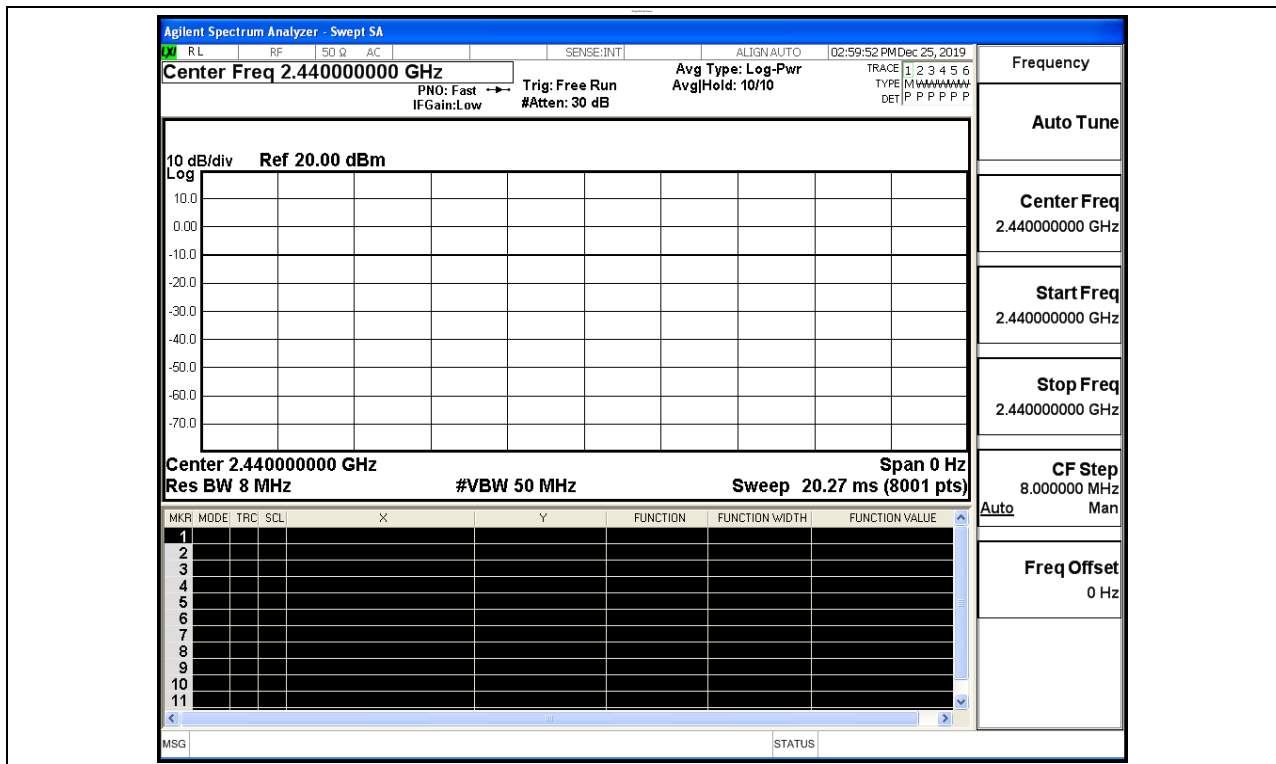 Agilent Spectrum Analyzer - Swept SA
LXI RL RF 50 Ω AC SENSE:INT ALIGN AUTO 02:59:52 PM Dec 25, 2019
Center Freq 2.440000000 GHz
PNO: Fast
IFGain:Low
Trig: Free Run
#Atten: 30 dB
Avg Type: Log-Pwr
Avg|Hold: 10/10
TRACE 1 2 3 4 5 6
TYPE M WWWWW
DET P P P P P P
10 dB/div Ref 20.00 dBm
Log
10.0
0.00
-10.0
-20.0
-30.0
-40.0
-50.0
-60.0
-70.0
Center 2.440000000 GHz Span 0 Hz
Res BW 8 MHz #VBW 50 MHz Sweep 20.27 ms (8001 pts)
MKR MODE TRC SCL X Y FUNCTION FUNCTION WIDTH FUNCTION VALUE
1
2
3
4
5
6
7
8
9
10
11
MSG STATUS
Frequency
Auto Tune
Center Freq
2.440000000 GHz
Start Freq
2.440000000 GHz
Stop Freq
2.440000000 GHz
CF Step
8.000000 MHz
Auto Man
Freq Offset
0 Hz